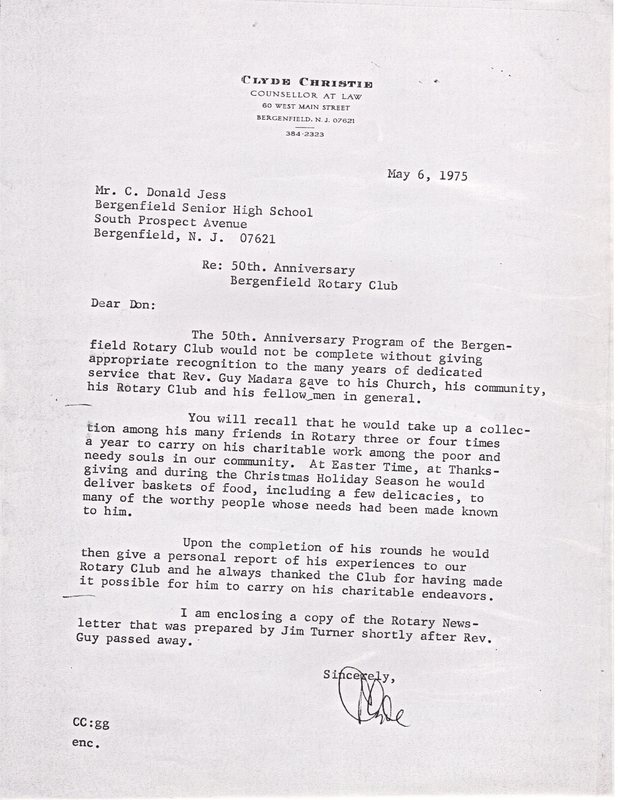 CLYDE CHRISTIE
COUNSELLOR AT LAW
60 WEST MAIN STREET
BERGENFIELD, N. J. 07621
384-2323
May 6, 1975
Mr. C. Donald Jess
Bergenfield Senior High School
South Prospect Avenue
Bergenfield, N. J. 07621
Re: 50th. Anniversary
Bergenfield Rotary Club
Dear Don:
The 50th. Anniversary Program of the Bergen-
field Rotary Club would not be complete without giving
appropriate recognition to the many years of dedicated
service that Rev. Guy Madara gave to his Church, his community,
his Rotary Club and his fellow men in general.
You will recall that he would take up a collec-
tion among his many friends in Rotary three or four times
a year to carry on his charitable work among the poor and
needy souls in our community. At Easter Time, at Thanks-
giving and during the Christmas Holiday Season he would
deliver baskets of food, including a few delicacies, to
many of the worthy people whose needs had been made known
to him.
Upon the completion of his rounds he would
then give a personal report of his experiences to our
Rotary Club and he always thanked the Club for having made
it possible for him to carry on his charitable endeavors.
I am enclosing a copy of the Rotary News-
letter that was prepared by Jim Turner shortly after Rev.
Guy passed away.
Sincerely,
Clyde
CC:gg
enc.